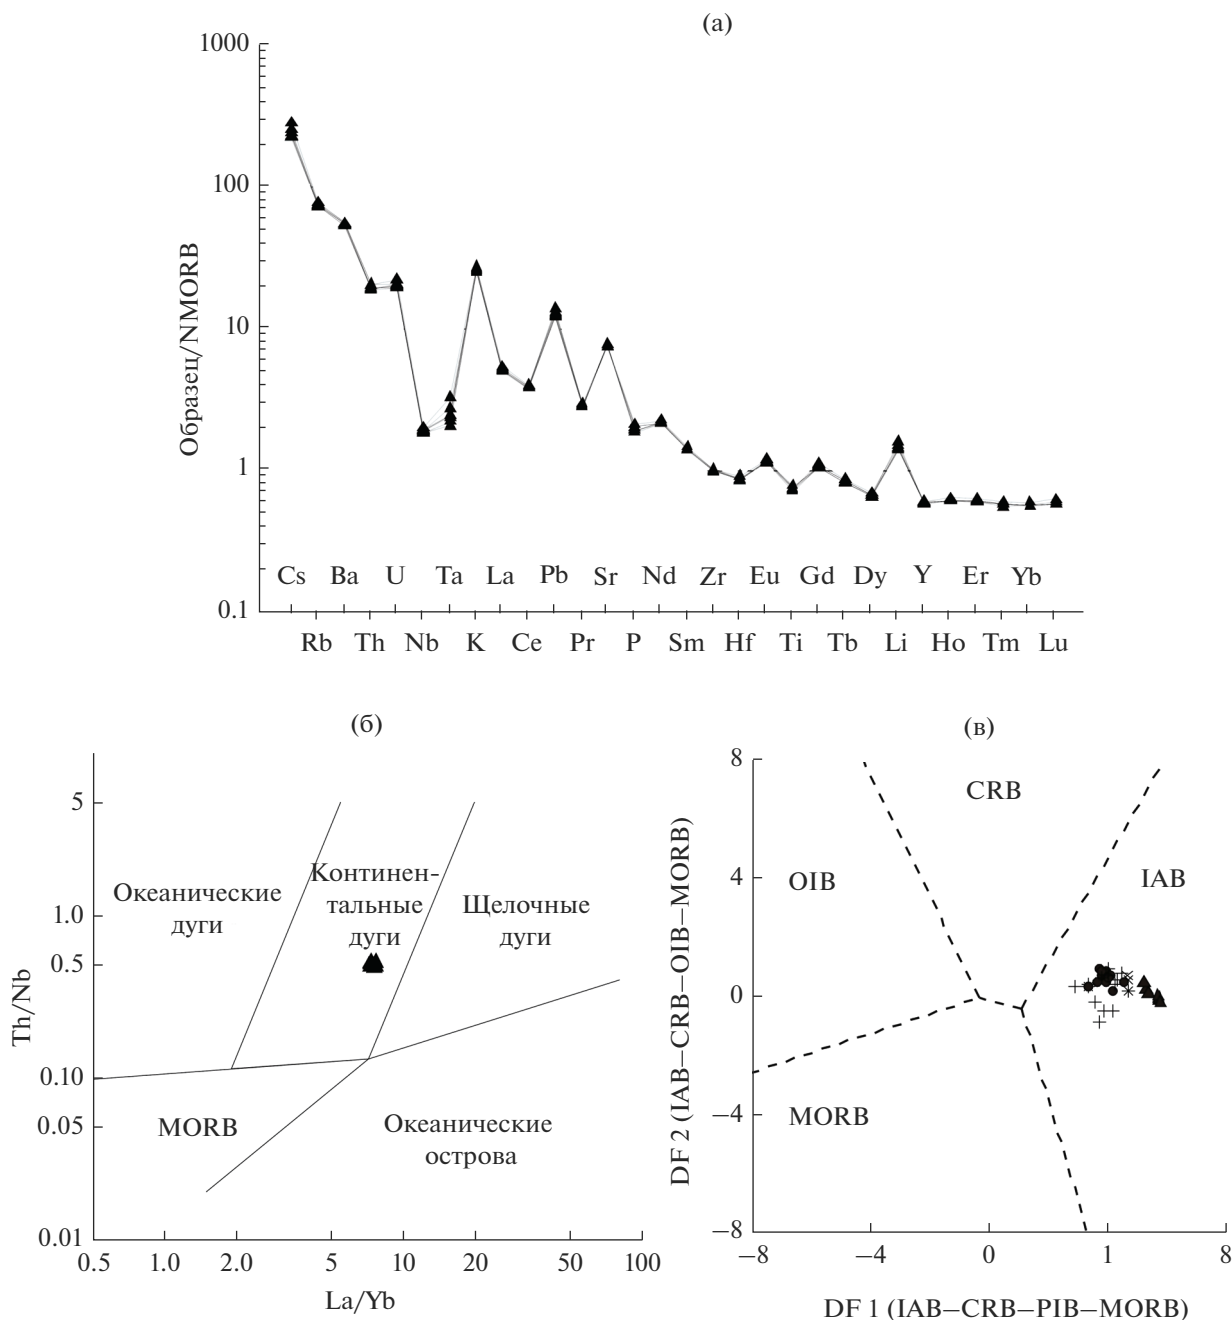 (а)
1000
100
10
1
0.1
Образец/NMORB
Cs Ba U Ta La Pb Sr Nd Zr Eu Gd Dy Y Er Yb
Rb Th Nb K Ce Pr P Sm Hf Ti Tb Li Ho Tm Lu
(б)
5
1.0
0.5
0.10
0.05
0.01
Th/Nb
Океанические
дуги
Континен-
тальные
дуги
Щелочные
дуги
MORB
Океанические
острова
0.5 1.0 2.0 5 10 20 50 100
La/Yb
(в)
8
4
0
−4
−8
DF 2 (IAB−CRB−OIB−MORB)
CRB
OIB
IAB
MORB
−8 −4 0 1 8
DF 1 (IAB−CRB−PIB−MORB)